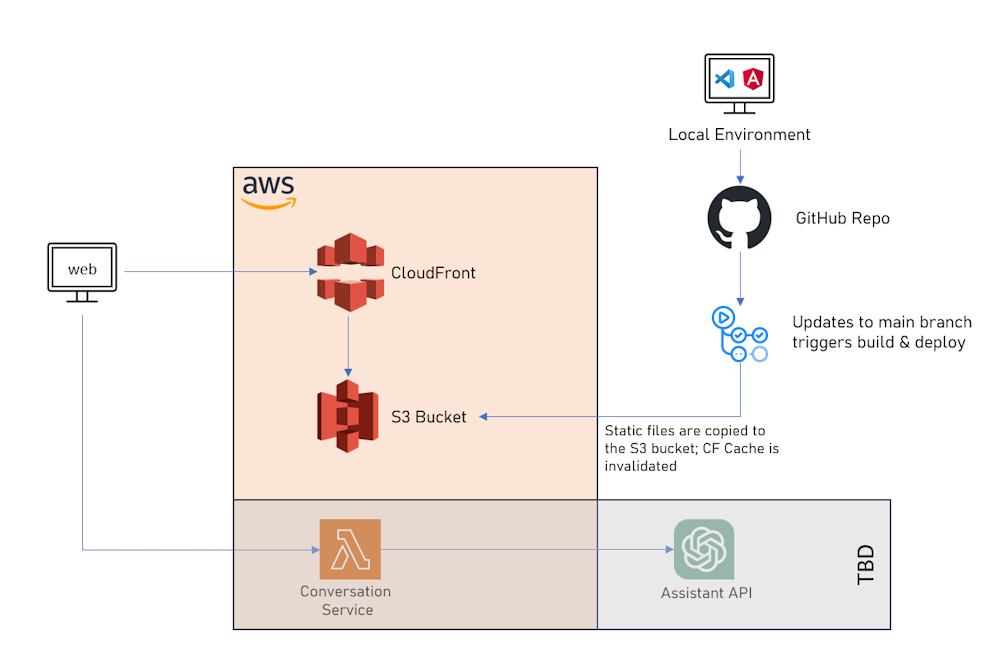 Local Environment
aws
GitHub Repo
web
CloudFront
Updates to main branch
triggers build & deploy
S3 Bucket
Static files are copied to
the S3 bucket; CF Cache is
invalidated
Conversation
Service
Assistant API
TBD